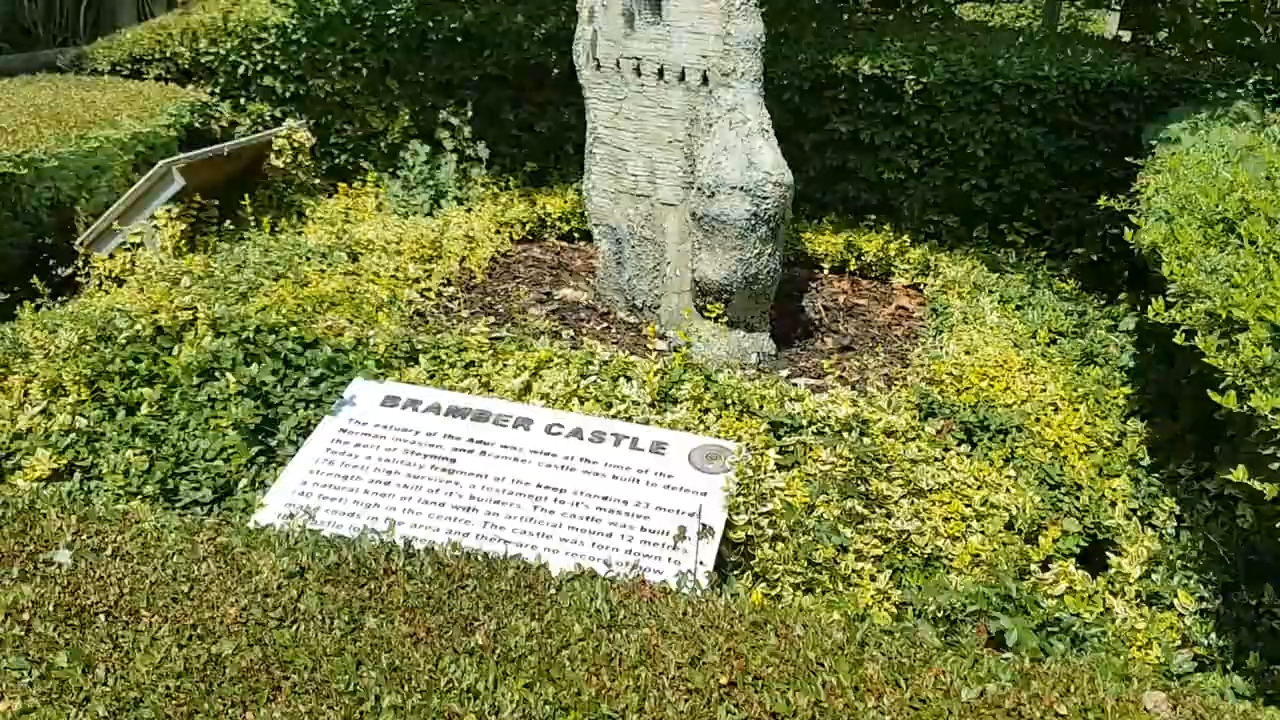 BRAMBER CASTLE
The estuary of the Adur was wide at the time of the
Norman invasion, and Bramber castle was built to defend
the port of Steyning.
Today a solitary fragment of the keep standing 23 metres
(76 feet) high survives, a testament to it's massive
strength and skill of it's builders. The castle was built
a natural knoll of land with an artificial mound 12 metres
(40 feet) high in the centre. The castle was torn down to
roads in the area and there are no records of how
castle